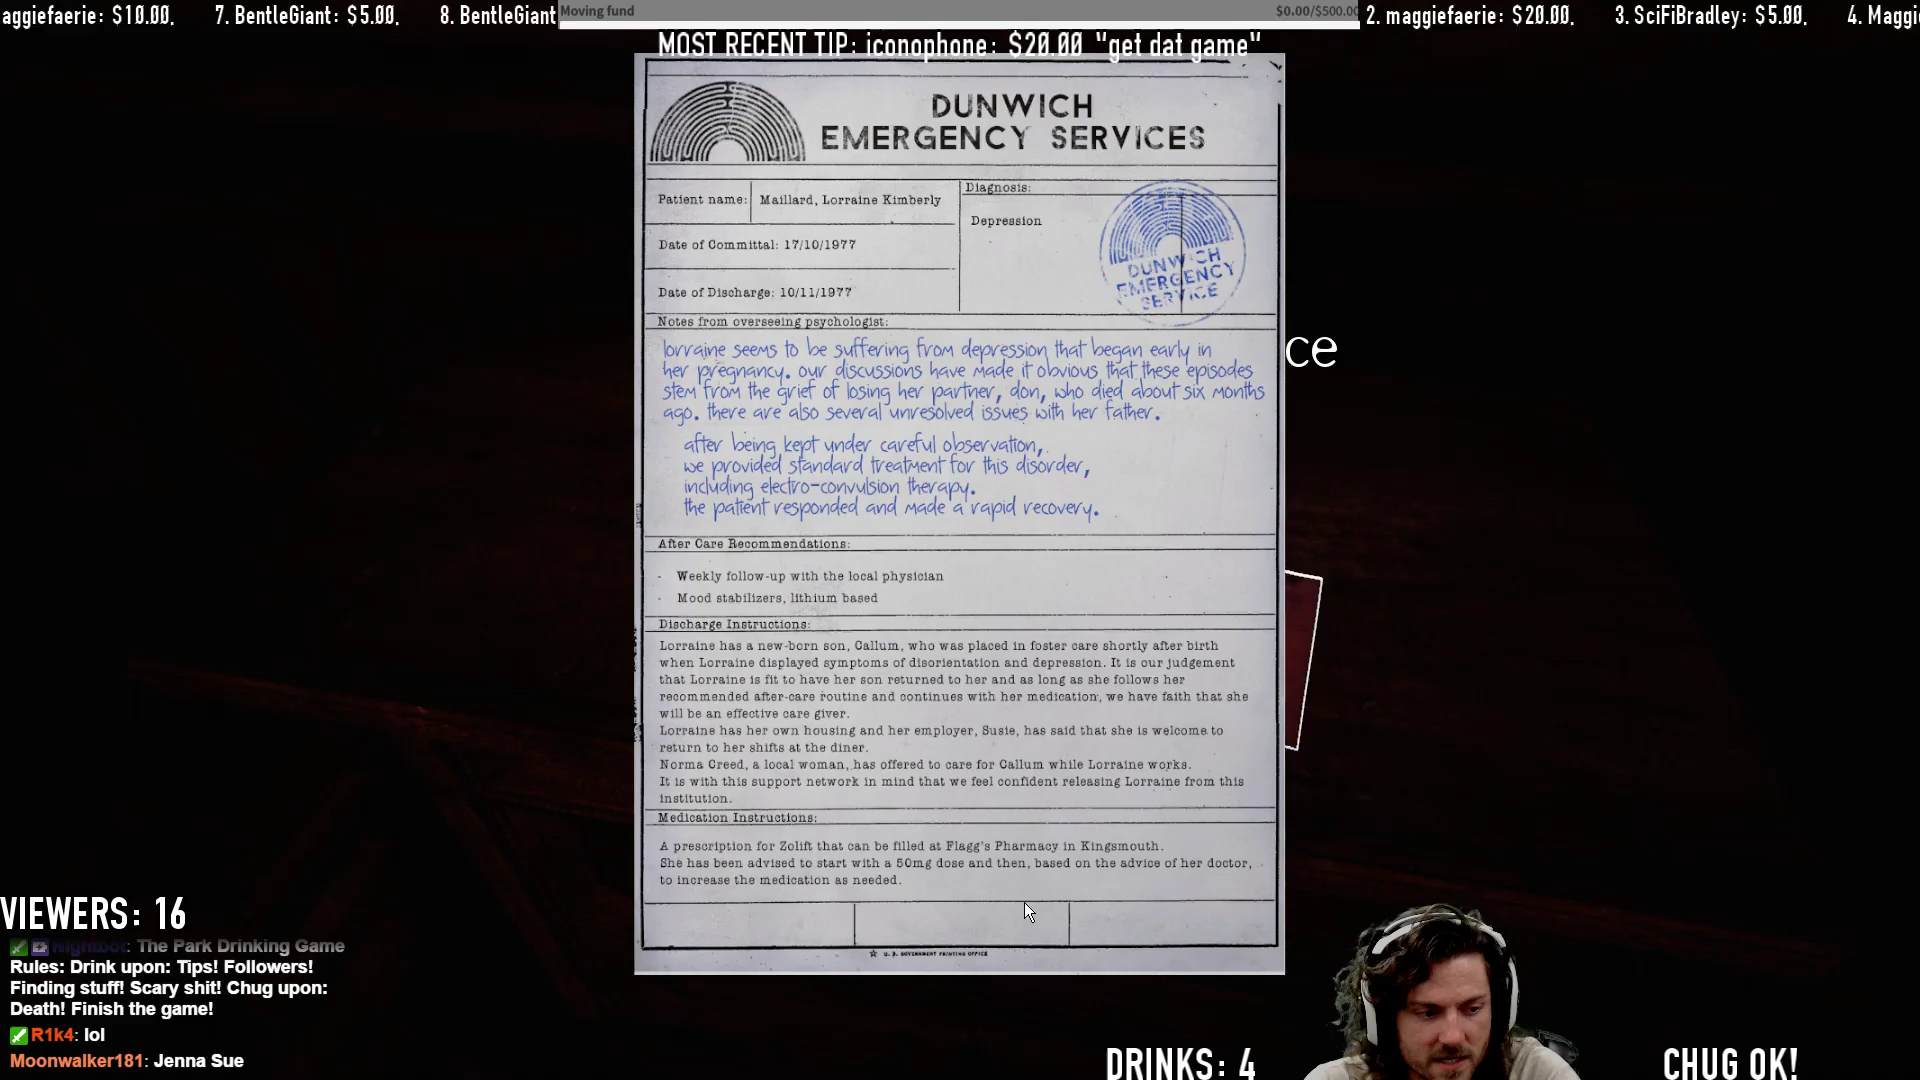 aggiefaerie: $10.00, 7. BentleGiant: $5.00, 8. BentleGiant
Moving fund $0.00/$500.00
2. maggiefaerie: $20.00, 3. SciFiBradley: $5.00, 4. Maggi
MOST RECENT TIP: iconophone: $20.00 "get dat game"
DUNWICH
EMERGENCY SERVICES
Patient name: Maillard, Lorraine Kimberly
Date of Committal: 17/10/1977
Date of Discharge: 10/11/1977
Diagnosis:
Depression
DUNWICH
EMERGENCY
SERVICE
Notes from overseeing psychologist:
lorraine seems to be suffering from depression that began early in
her pregnancy. our discussions have made it obvious that these episodes
stem from the grief of losing her partner, don, who died about six months
ago. there are also several unresolved issues with her father.
after being kept under careful observation,
we provided standard treatment for this disorder,
including electro-convulsion therapy.
the patient responded and made a rapid recovery.
ce
After Care Recommendations:
- Weekly follow-up with the local physician
- Mood stabilizers, lithium based
Discharge Instructions:
Lorraine has a new-born son, Callum, who was placed in foster care shortly after birth
when Lorraine displayed symptoms of disorientation and depression. It is our judgement
that Lorraine is fit to have her son returned to her and as long as she follows her
recommended after-care routine and continues with her medication, we have faith that she
will be an effective care giver.
Lorraine has her own housing and her employer, Susie, has said that she is welcome to
return to her shifts at the diner.
Norma Creed, a local woman, has offered to care for Callum while Lorraine works.
It is with this support network in mind that we feel confident releasing Lorraine from this
institution.
Medication Instructions:
A prescription for Zolift that can be filled at Flagg's Pharmacy in Kingsmouth.
She has been advised to start with a 50mg dose and then, based on the advice of her doctor,
to increase the medication as needed.
U. S. GOVERNMENT PRINTING OFFICE
VIEWERS: 16
Nightbot: The Park Drinking Game
Rules: Drink upon: Tips! Followers!
Finding stuff! Scary shit! Chug upon:
Death! Finish the game!
R1k4: lol
Moonwalker181: Jenna Sue
DRINKS: 4
CHUG OK!